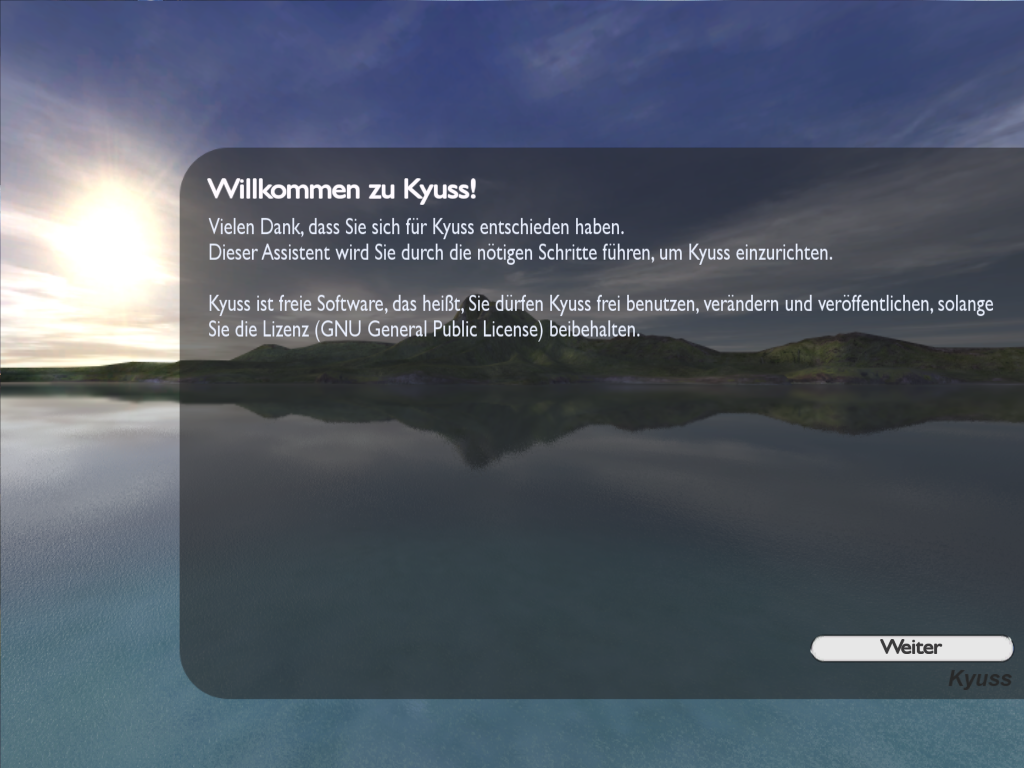 Willkommen zu Kyuss!
Vielen Dank, dass Sie sich für Kyuss entschieden haben.
Dieser Assistent wird Sie durch die nötigen Schritte führen, um Kyuss einzurichten.
Kyuss ist freie Software, das heißt, Sie dürfen Kyuss frei benutzen, verändern und veröffentlichen, solange
Sie die Lizenz (GNU General Public License) beibehalten.
Weiter
Kyuss